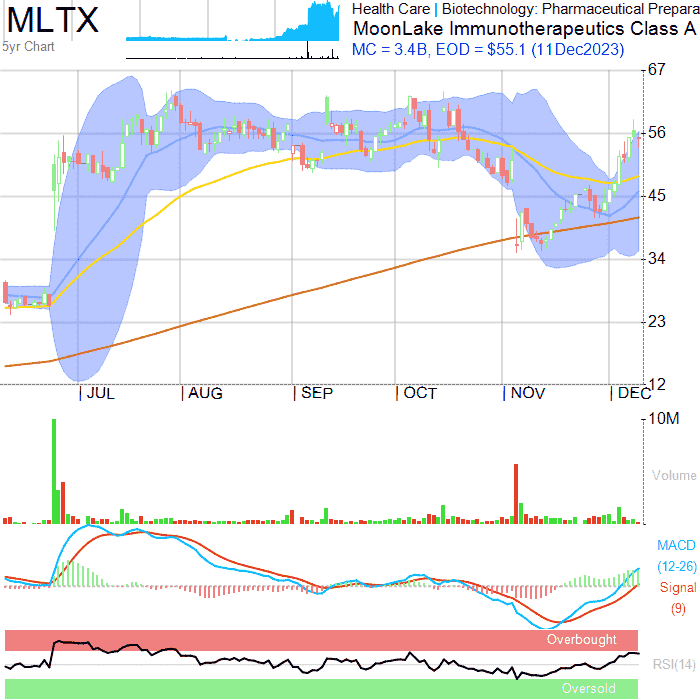 MLTX
5yr Chart
Health Care | Biotechnology: Pharmaceutical Prepara
MoonLake Immunotherapeutics Class A
MC = 3.4B, EOD = $55.1 (11Dec2023)
67
56
45
34
23
12
JUL AUG SEP OCT NOV DEC
10M
Volume
MACD
(12-26)
Signal
(9)
Overbought
RSI(14)
Oversold